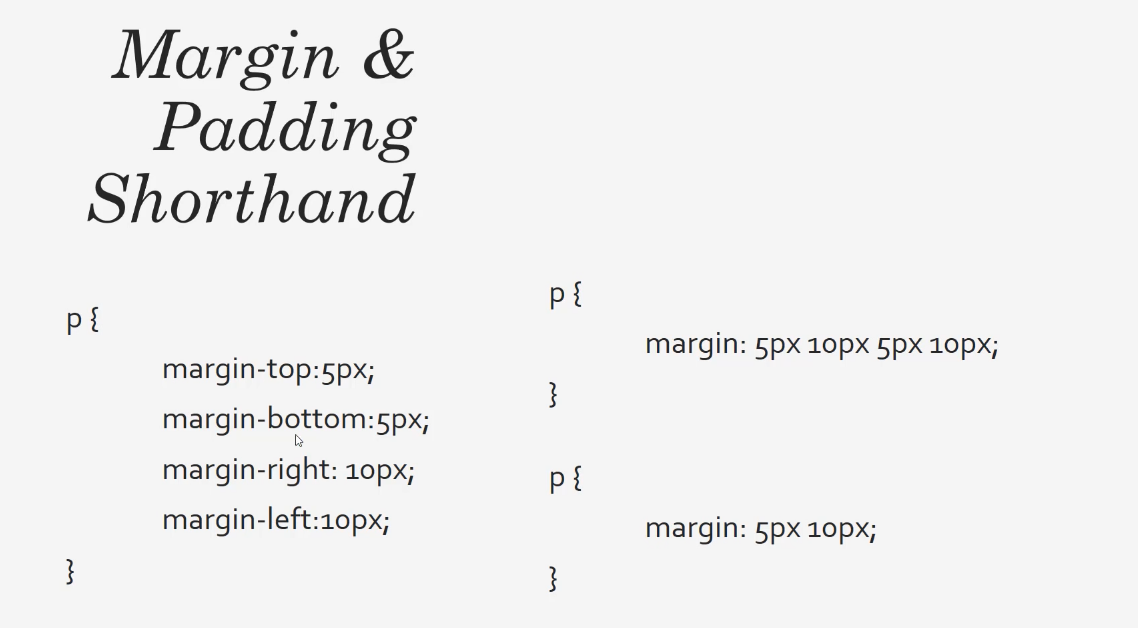 Margin &
Padding
Shorthand
p {
margin-top:5px;
margin-bottom:5px;
margin-right: 10px;
margin-left:10px;
}
p {
margin: 5px 10px 5px 10px;
}
p {
margin: 5px 10px;
}